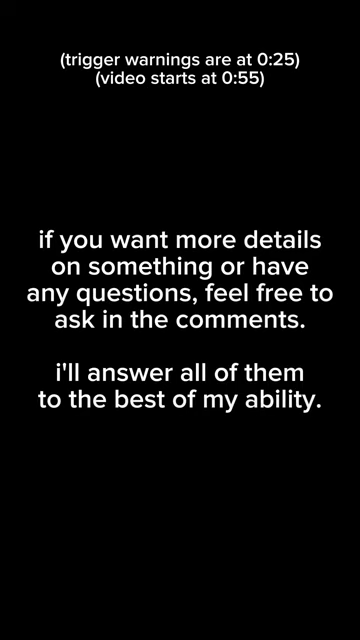 (trigger warnings are at 0:25)
(video starts at 0:55)
if you want more details
on something or have
any questions, feel free to
ask in the comments.
i'll answer all of them
to the best of my ability.